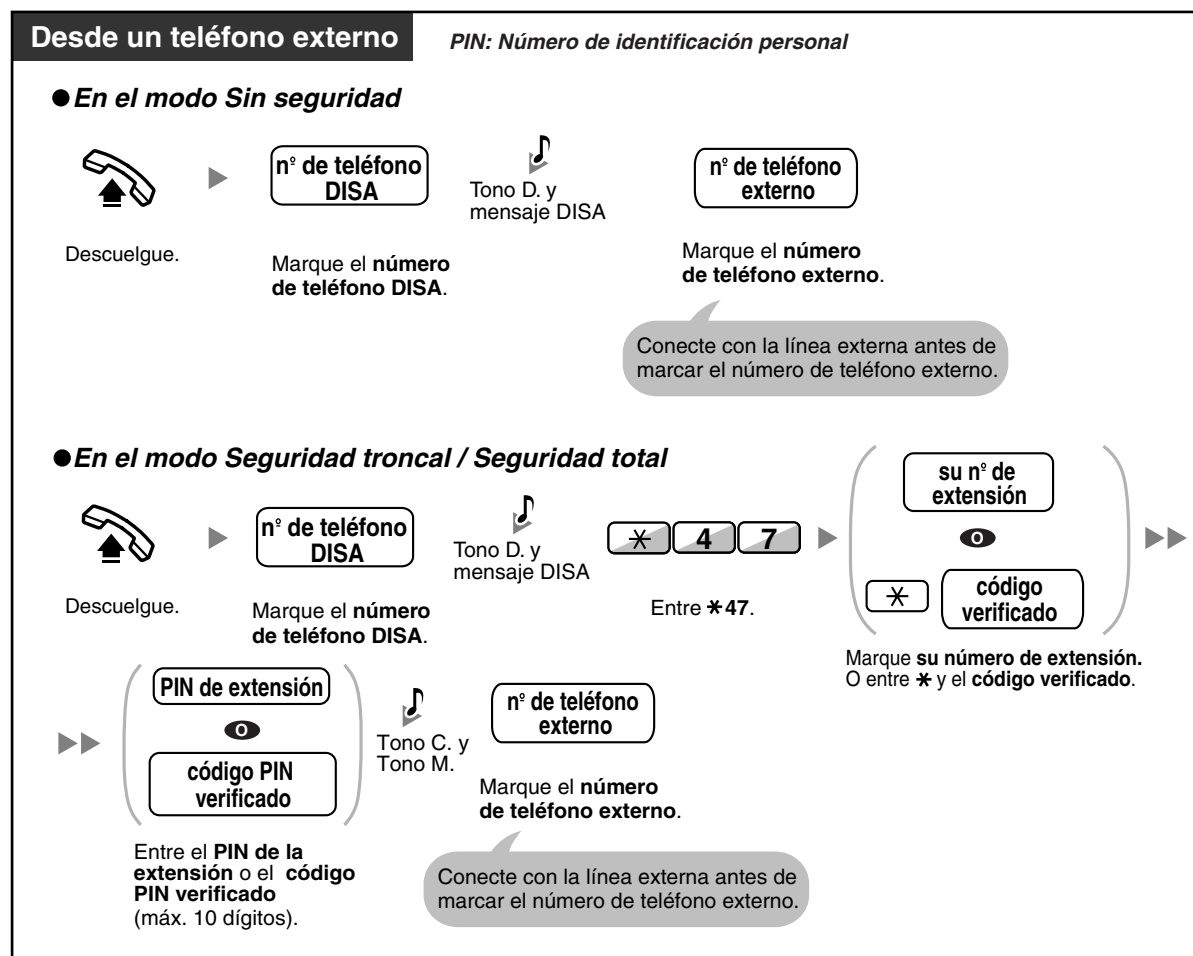 Desde un teléfono externo
PIN: Número de identificación personal
●En el modo Sin seguridad
nº de teléfono
DISA
Tono D. y
mensaje DISA
nº de teléfono
externo
Descuelgue.
Marque el número
de teléfono DISA.
Marque el número
de teléfono externo.
Conecte con la línea externa antes de
marcar el número de teléfono externo.
●En el modo Seguridad troncal / Seguridad total
nº de teléfono
DISA
Tono D. y
mensaje DISA
* 4 7
su nº de
extensión
O
* código
verificado
Descuelgue.
Marque el número
de teléfono DISA.
Entre *47.
Marque su número de extensión.
O entre * y el código verificado.
PIN de extensión
O
código PIN
verificado
Tono C. y
Tono M.
nº de teléfono
externo
Entre el PIN de la
extensión o el código
PIN verificado
(máx. 10 dígitos).
Marque el número
de teléfono externo.
Conecte con la línea externa antes de
marcar el número de teléfono externo.